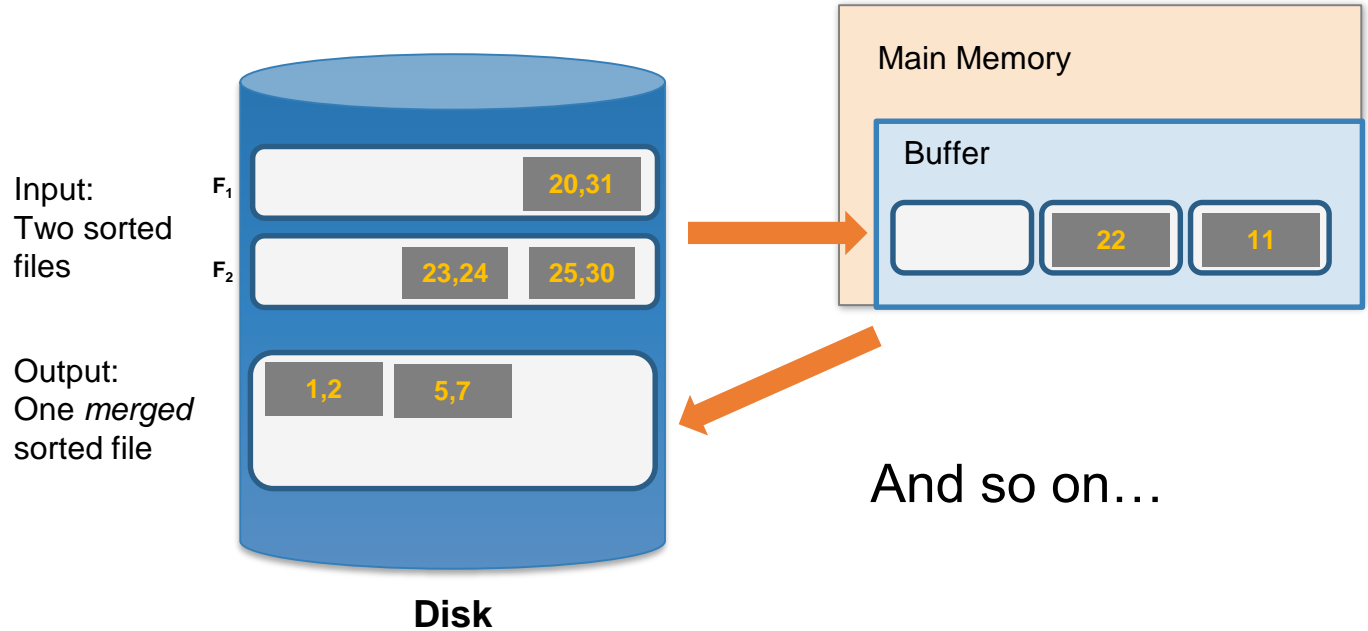 Main Memory
Buffer
22
11
Input:
Two sorted
files
F1
20,31
F2
23,24
25,30
Output:
One merged
sorted file
1,2
5,7
And so on…
Disk